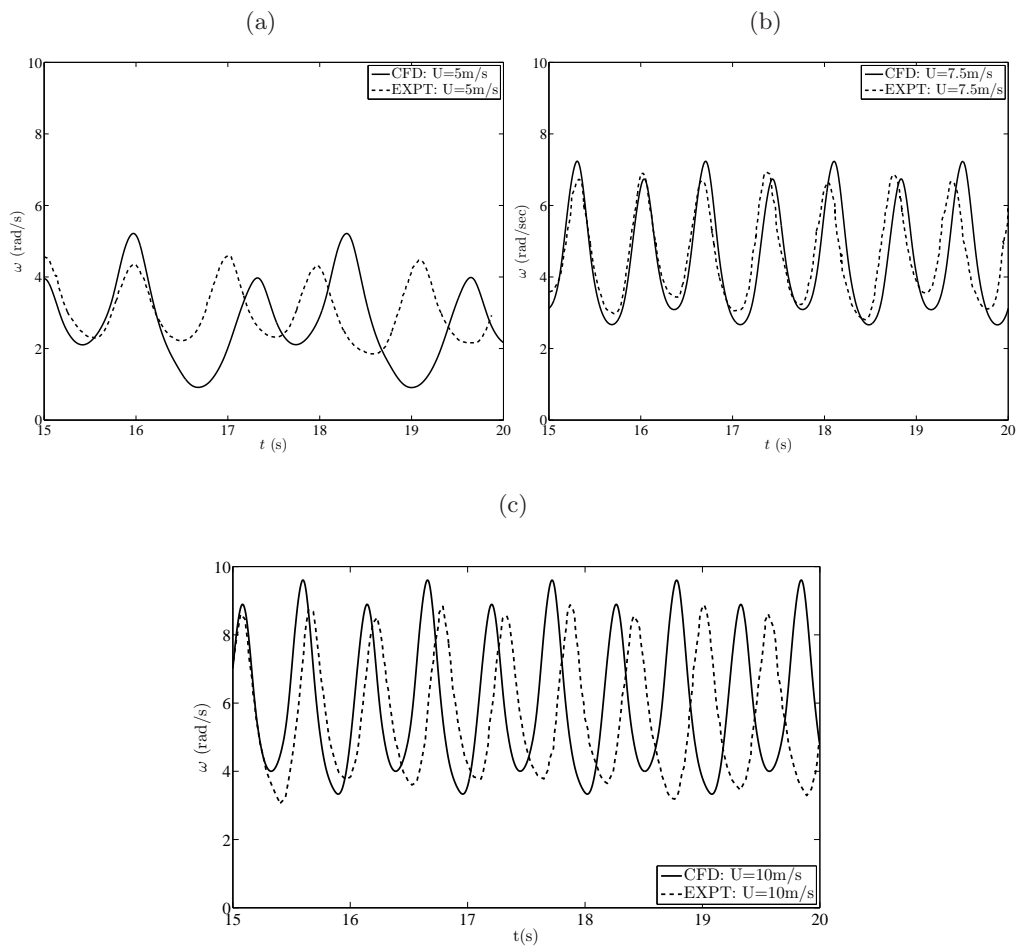 (a)
10
8
6
4
2
0
ω (rad/s)
15 16 17 18 19 20
t (s)
CFD: U=5m/s
EXPT: U=5m/s
(b)
10
8
6
4
2
0
ω (rad/sec)
15 16 17 18 19 20
t (s)
CFD: U=7.5m/s
EXPT: U=7.5m/s
(c)
10
8
6
4
2
0
ω (rad/s)
15 16 17 18 19 20
t(s)
CFD: U=10m/s
EXPT: U=10m/s